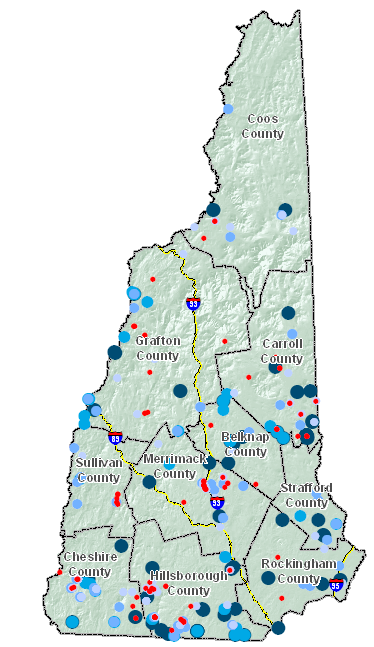 Coos
County
93
Grafton
County
Carroll
County
89
Belknap
County
Merrimack
County
Sullivan
County
Strafford
County
93
Cheshire
County
Rockingham
County
Hillsborough
County
95